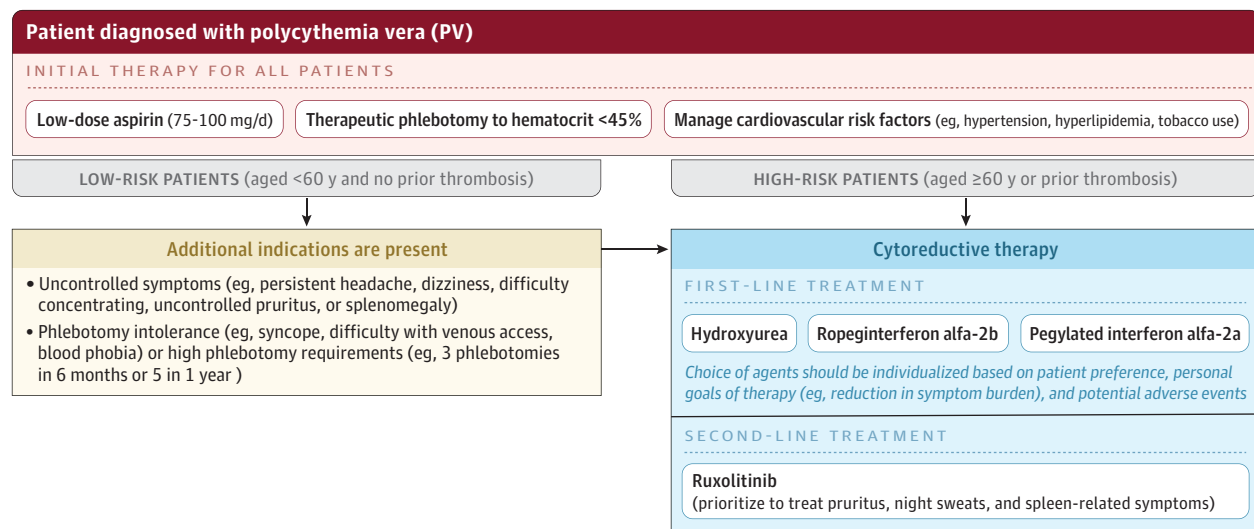 Patient diagnosed with polycythemia vera (PV)
INITIAL THERAPY FOR ALL PATIENTS
Low-dose aspirin (75-100 mg/d)
Therapeutic phlebotomy to hematocrit <45%
Manage cardiovascular risk factors (eg, hypertension, hyperlipidemia, tobacco use)
LOW-RISK PATIENTS (aged <60 y and no prior thrombosis)
Additional indications are present
• Uncontrolled symptoms (eg, persistent headache, dizziness, difficulty
concentrating, uncontrolled pruritus, or splenomegaly)
• Phlebotomy intolerance (eg, syncope, difficulty with venous access,
blood phobia) or high phlebotomy requirements (eg, 3 phlebotomies
in 6 months or 5 in 1 year )
HIGH-RISK PATIENTS (aged ≥60 y or prior thrombosis)
Cytoreductive therapy
FIRST-LINE TREATMENT
Hydroxyurea
Ropeginterferon alfa-2b
Pegylated interferon alfa-2a
Choice of agents should be individualized based on patient preference, personal
goals of therapy (eg, reduction in symptom burden), and potential adverse events
SECOND-LINE TREATMENT
Ruxolitinib
(prioritize to treat pruritus, night sweats, and spleen-related symptoms)